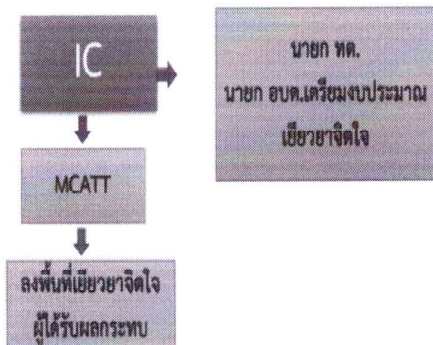 IC
นายก ทต.
นายก อบต.เตรียมงบประมาณ
เยียวยาจิตใจ
MCATT
ลงพื้นที่เยียวยาจิตใจ
ผู้ได้รับผลกระทบ